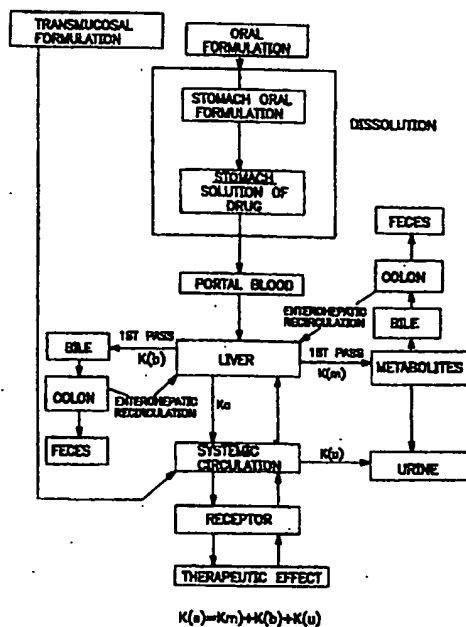 TRANSMUCOSAL
FORMULATION
ORAL
FORMULATION
STOMACH ORAL
FORMULATION
DISSOLUTION
STOMACH
SOLUTION OF
DRUG
FECES
PORTAL BLOOD
COLON
ENTEROHEPATIC
RECIRCULATION
BILE
BILE
1ST PASS
K(b)
LIVER
1ST PASS
K(m)
METABOLITES
COLON
ENTEROHEPATIC
RECIRCULATION
Ka
FECES
SYSTEMIC
CIRCULATION
K(u)
URINE
RECEPTOR
THERAPEUTIC EFFECT
K(a)=Km)+K(b)+K(u)